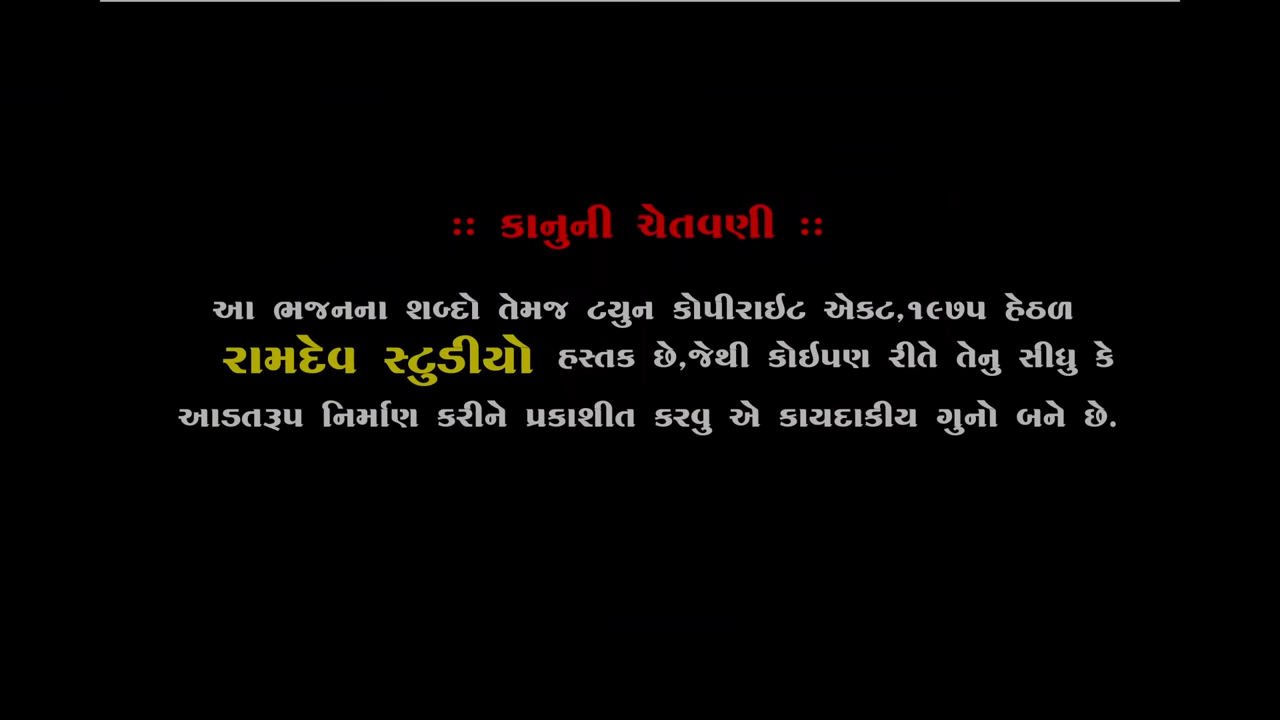 :: કાનુની ચેતવણી ::
આ ભજનના શબ્દો તેમજ ટયુન કોપીરાઈટ એકટ,૧૯૭૫ હેઠળ
રામદેવ સ્ટુડીયો હસ્તક છે,જેથી કોઈપણ રીતે તેનુ સીધુ કે
આડતરૂપ નિર્માણ કરીને પ્રકાશીત કરવુ એ કાયદાકીય ગુનો બને છે.